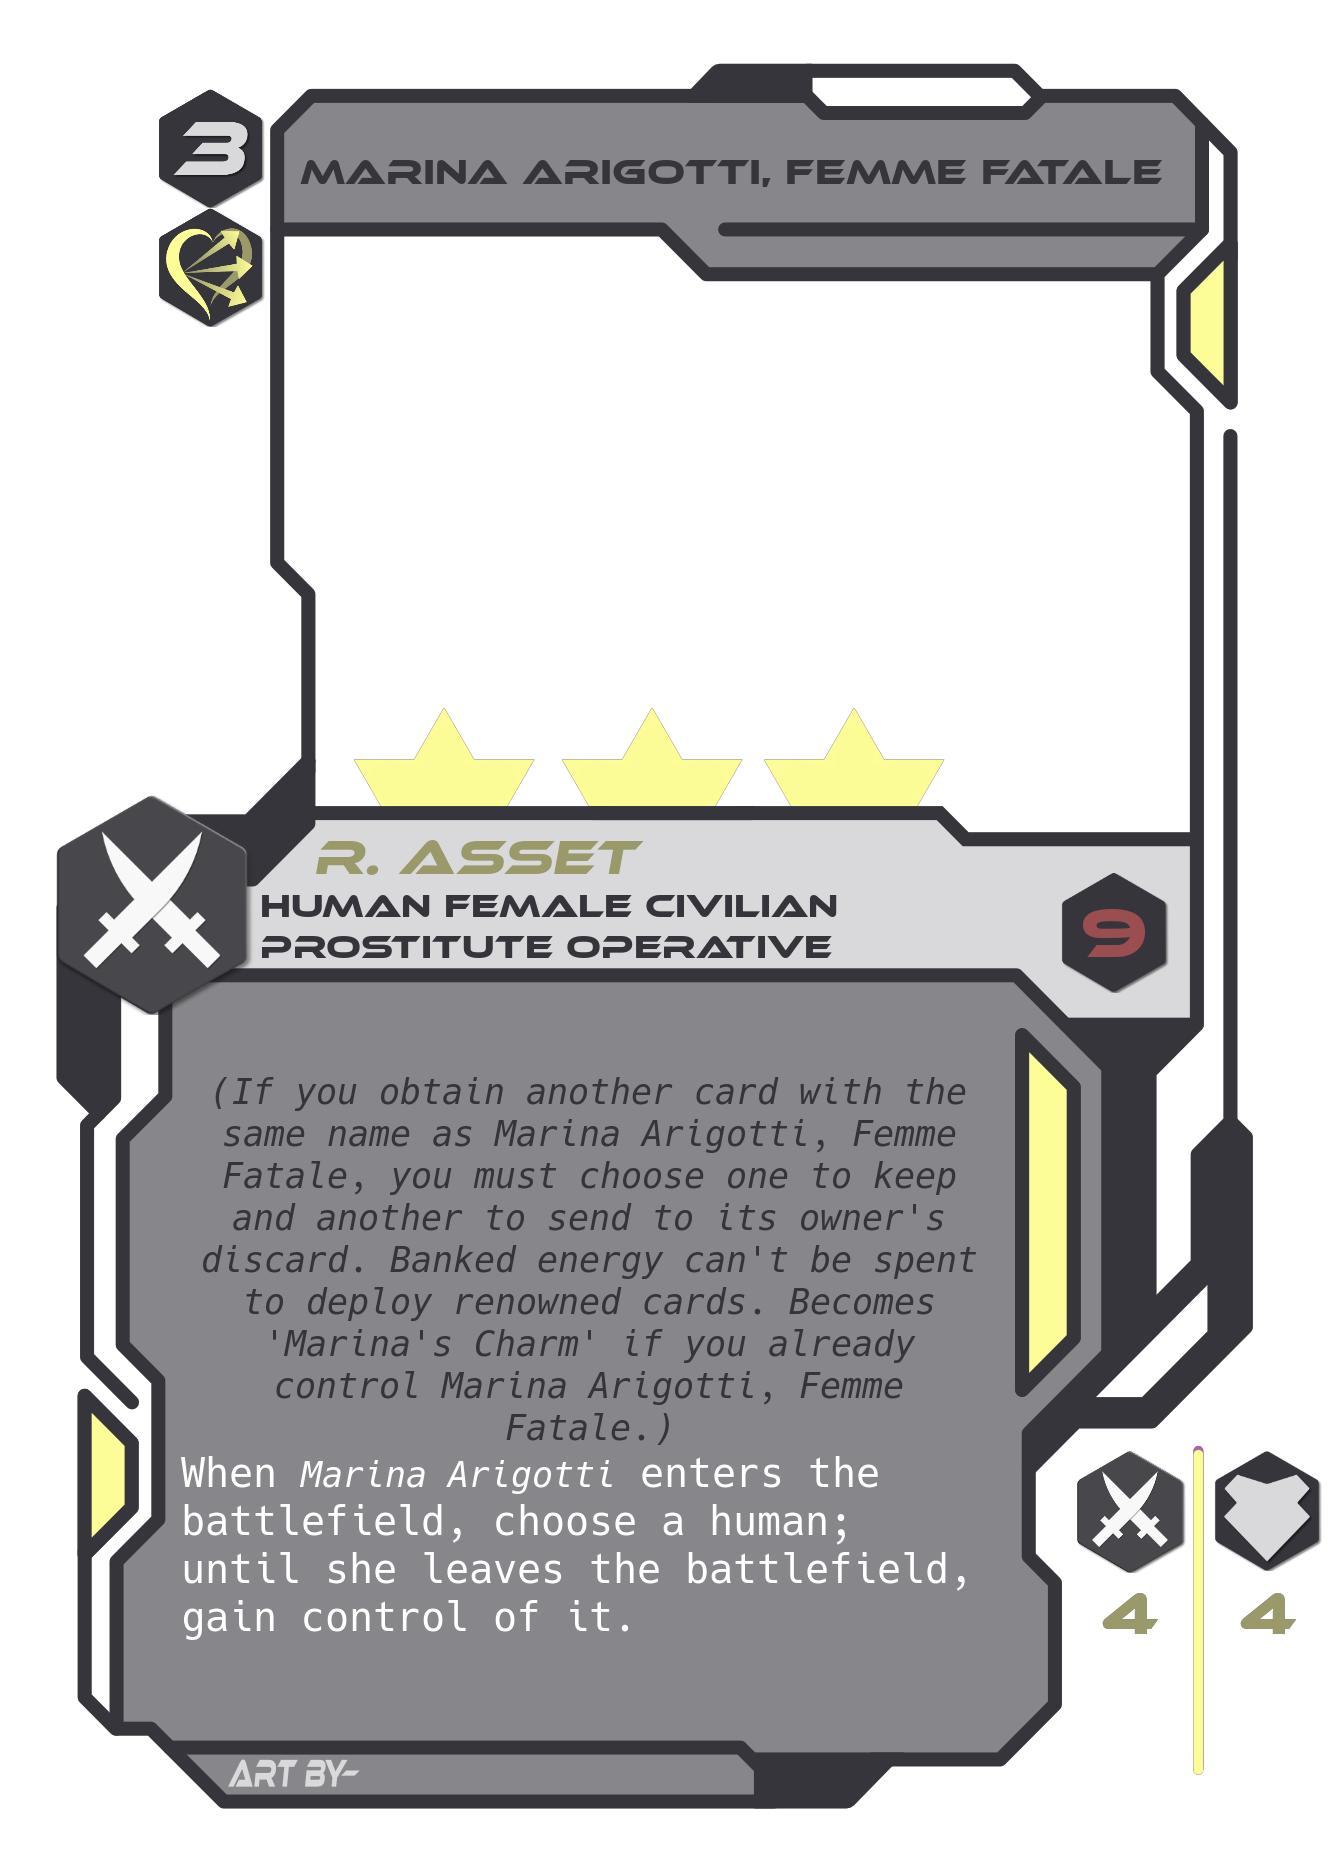 3
MARINA ARIGOTTI, FEMME FATALE
R. ASSET
HUMAN FEMALE CIVILIAN
PROSTITUTE OPERATIVE
9
(If you obtain another card with the
same name as Marina Arigotti, Femme
Fatale, you must choose one to keep
and another to send to its owner's
discard. Banked energy can't be spent
to deploy renowned cards. Becomes
'Marina's Charm' if you already
control Marina Arigotti, Femme
Fatale.)
When Marina Arigotti enters the
battlefield, choose a human;
until she leaves the battlefield,
gain control of it.
4 4
ART BY-